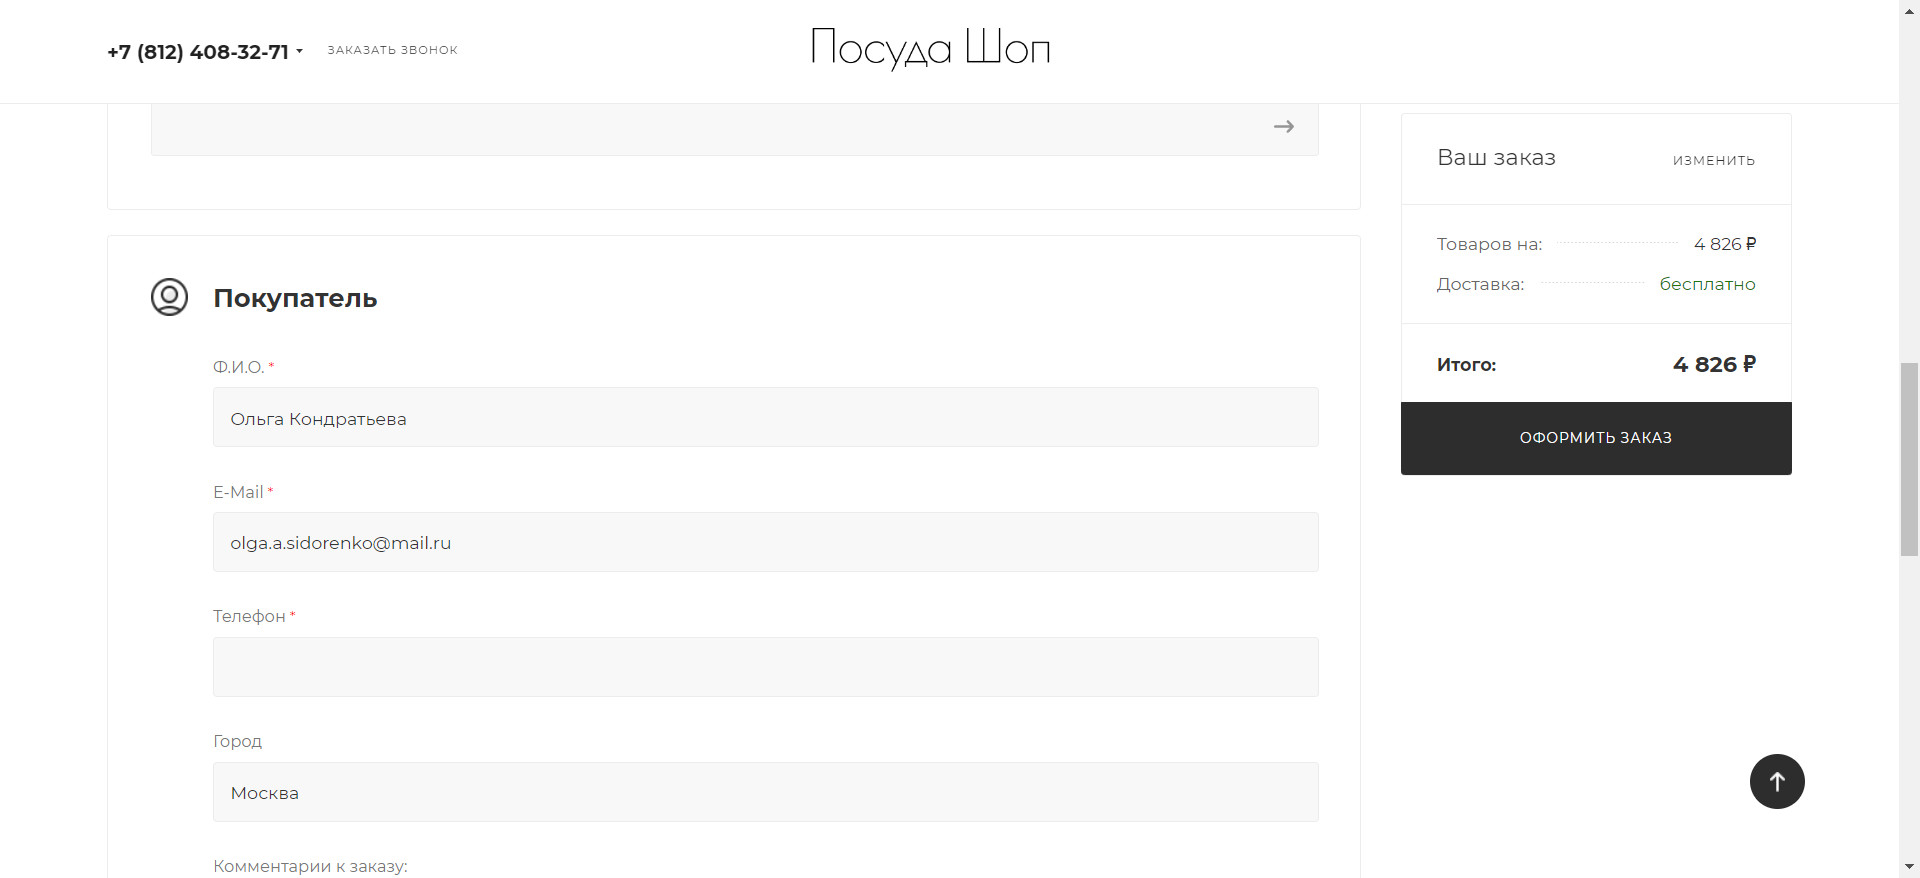 +7 (812) 408-32-71
ЗАКАЗАТЬ ЗВОНОК
Посуда Шоп
Ваш заказ
ИЗМЕНИТЬ
Товаров на: 4 826 ₽
Доставка: бесплатно
Итого: 4 826 ₽
ОФОРМИТЬ ЗАКАЗ
Покупатель
Ф.И.О. *
Ольга Кондратьева
E-Mail *
olga.a.sidorenko@mail.ru
Телефон *
Город
Москва
Комментарии к заказу: